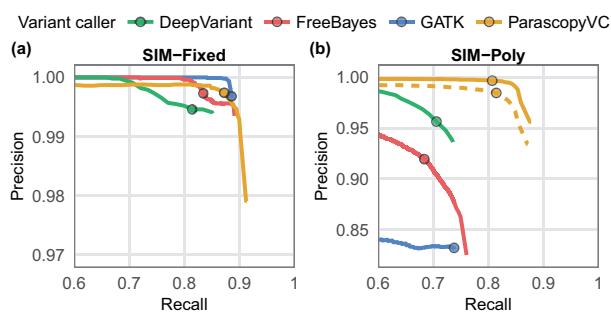 Variant caller DeepVariant FreeBayes GATK ParascopyVC
(a) SIM−Fixed
(b) SIM−Poly
Precision
1.00
0.99
0.98
0.97
0.6 0.7 0.8 0.9 1
Recall
Precision
1.00
0.95
0.90
0.85
0.6 0.7 0.8 0.9 1
Recall